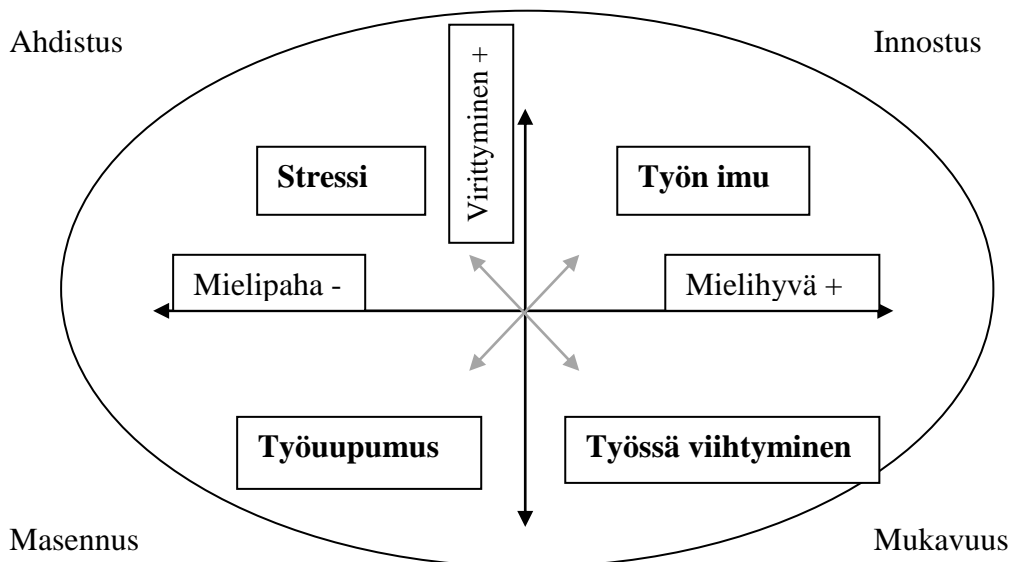 Ahdistus
Innostus
Virittyminen +
Stressi
Työn imu
Mielipaha -
Mielihyvä +
Työuupumus
Työssä viihtyminen
Masennus
Mukavuus